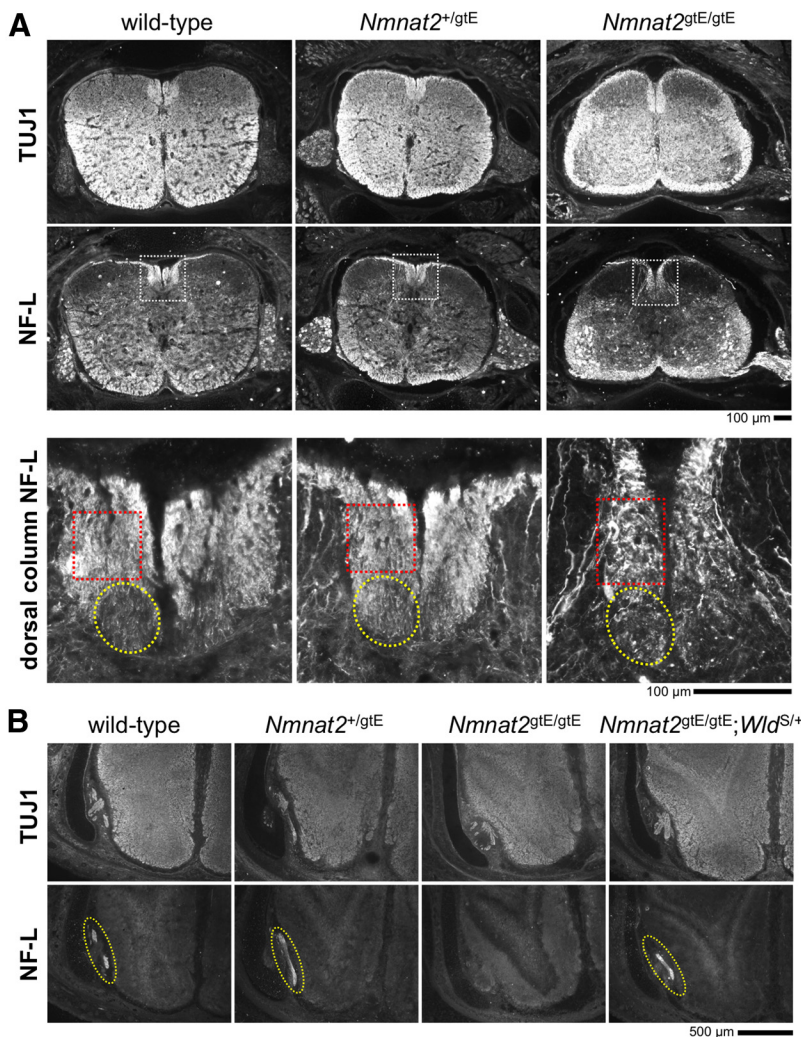 A
wild-type Nmnat2+/gtE Nmnat2gtE/gtE
TUJ1
NF-L
100 µm
dorsal column NF-L
100 µm
B
wild-type Nmnat2+/gtE Nmnat2gtE/gtE Nmnat2gtE/gtE;WldS/+
TUJ1
NF-L
500 µm